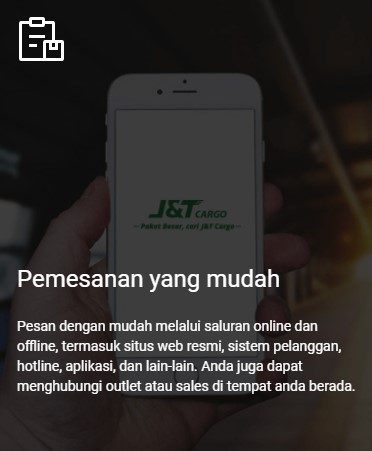 J&T CARGO
— Paket Besar, cari J&T Cargo —
Pemesanan yang mudah
Pesan dengan mudah melalui saluran online dan
offline, termasuk situs web resmi, sistem pelanggan,
hotline, aplikasi, dan lain-lain. Anda juga dapat
menghubungi outlet atau sales di tempat anda berada.